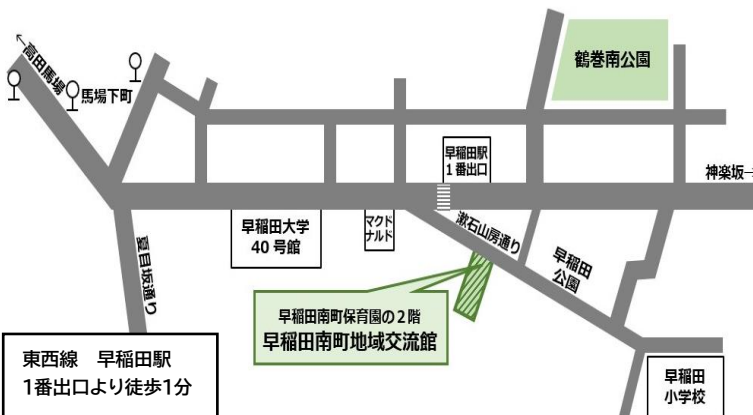 高田馬場
馬場下町
鶴巻南公園
早稲田駅
1番出口
神楽坂
早稲田大学
40号館
マクド
ナルド
漱石山房通り
早稲田
公園
夏目坂通り
早稲田南町保育園の2階
早稲田南町地域交流館
東西線 早稲田駅
1番出口より徒歩1分
早稲田
小学校